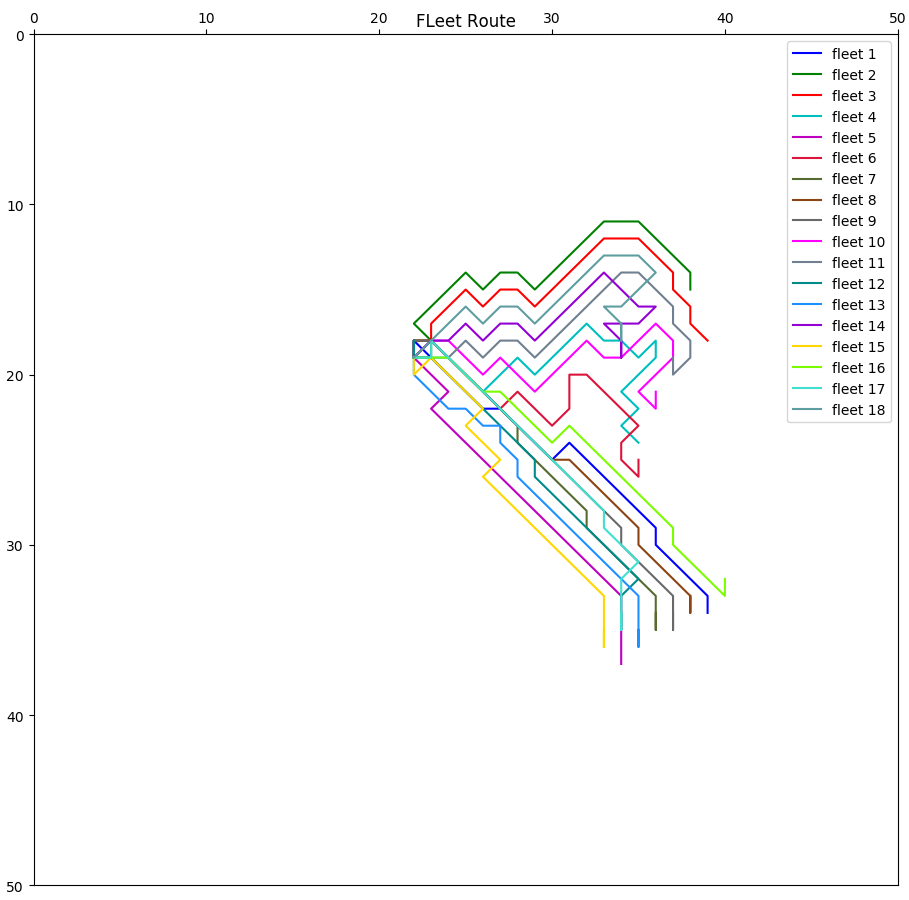 0 10 20 30 40 50
FLeet Route
0
10
20
30
40
50
fleet 1
fleet 2
fleet 3
fleet 4
fleet 5
fleet 6
fleet 7
fleet 8
fleet 9
fleet 10
fleet 11
fleet 12
fleet 13
fleet 14
fleet 15
fleet 16
fleet 17
fleet 18